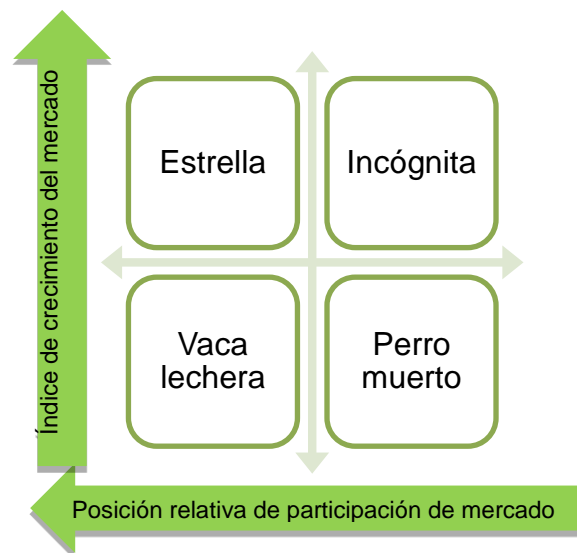 Índice de crecimiento del mercado
Estrella
Incógnita
Vaca
lechera
Perro
muerto
Posición relativa de participación de mercado